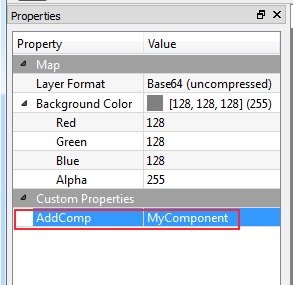 Properties
Property Value
Map
Layer Format Base64 (uncompressed)
Background Color [128, 128, 128] (255)
Red 128
Green 128
Blue 128
Alpha 255
Custom Properties
AddComp MyComponent